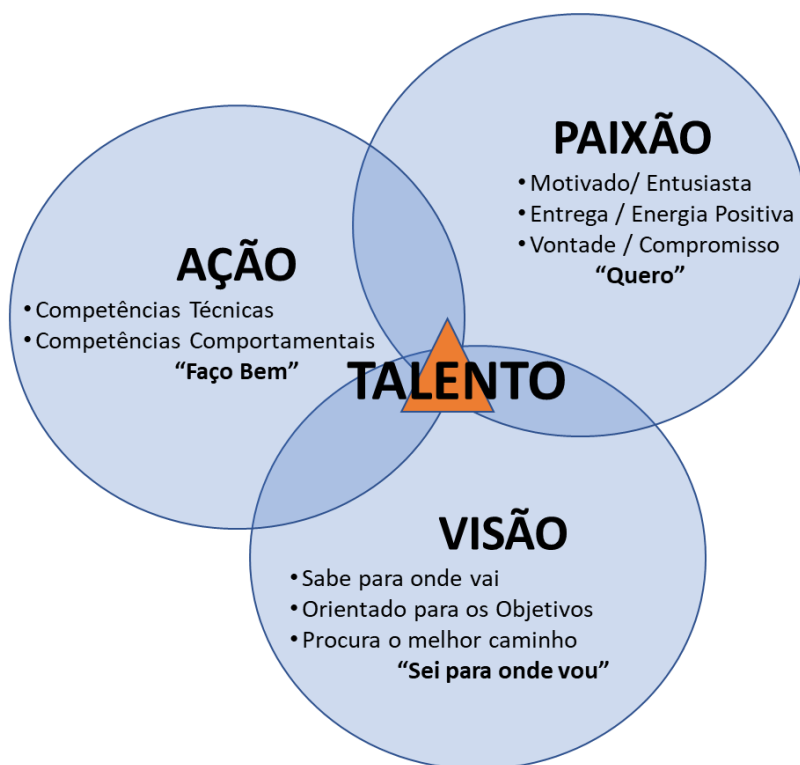 PAIXÃO
• Motivado/ Entusiasta
• Entrega / Energia Positiva
• Vontade / Compromisso
“Quero”
AÇÃO
• Competências Técnicas
• Competências Comportamentais
“Faço Bem”
TALENTO
VISÃO
• Sabe para onde vai
• Orientado para os Objetivos
• Procura o melhor caminho
“Sei para onde vou”